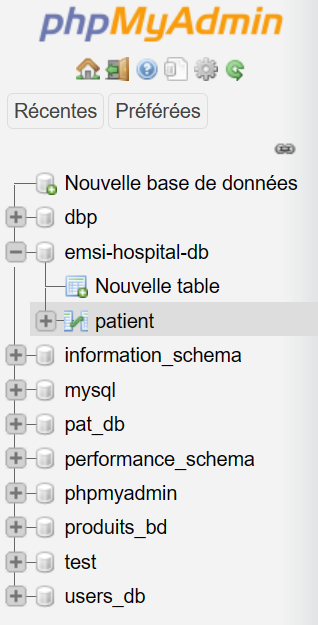 phpMyAdmin
Récentes Préférées
Nouvelle base de données
dbp
emsi-hospital-db
Nouvelle table
patient
information_schema
mysql
pat_db
performance_schema
phpmyadmin
produits_bd
test
users_db